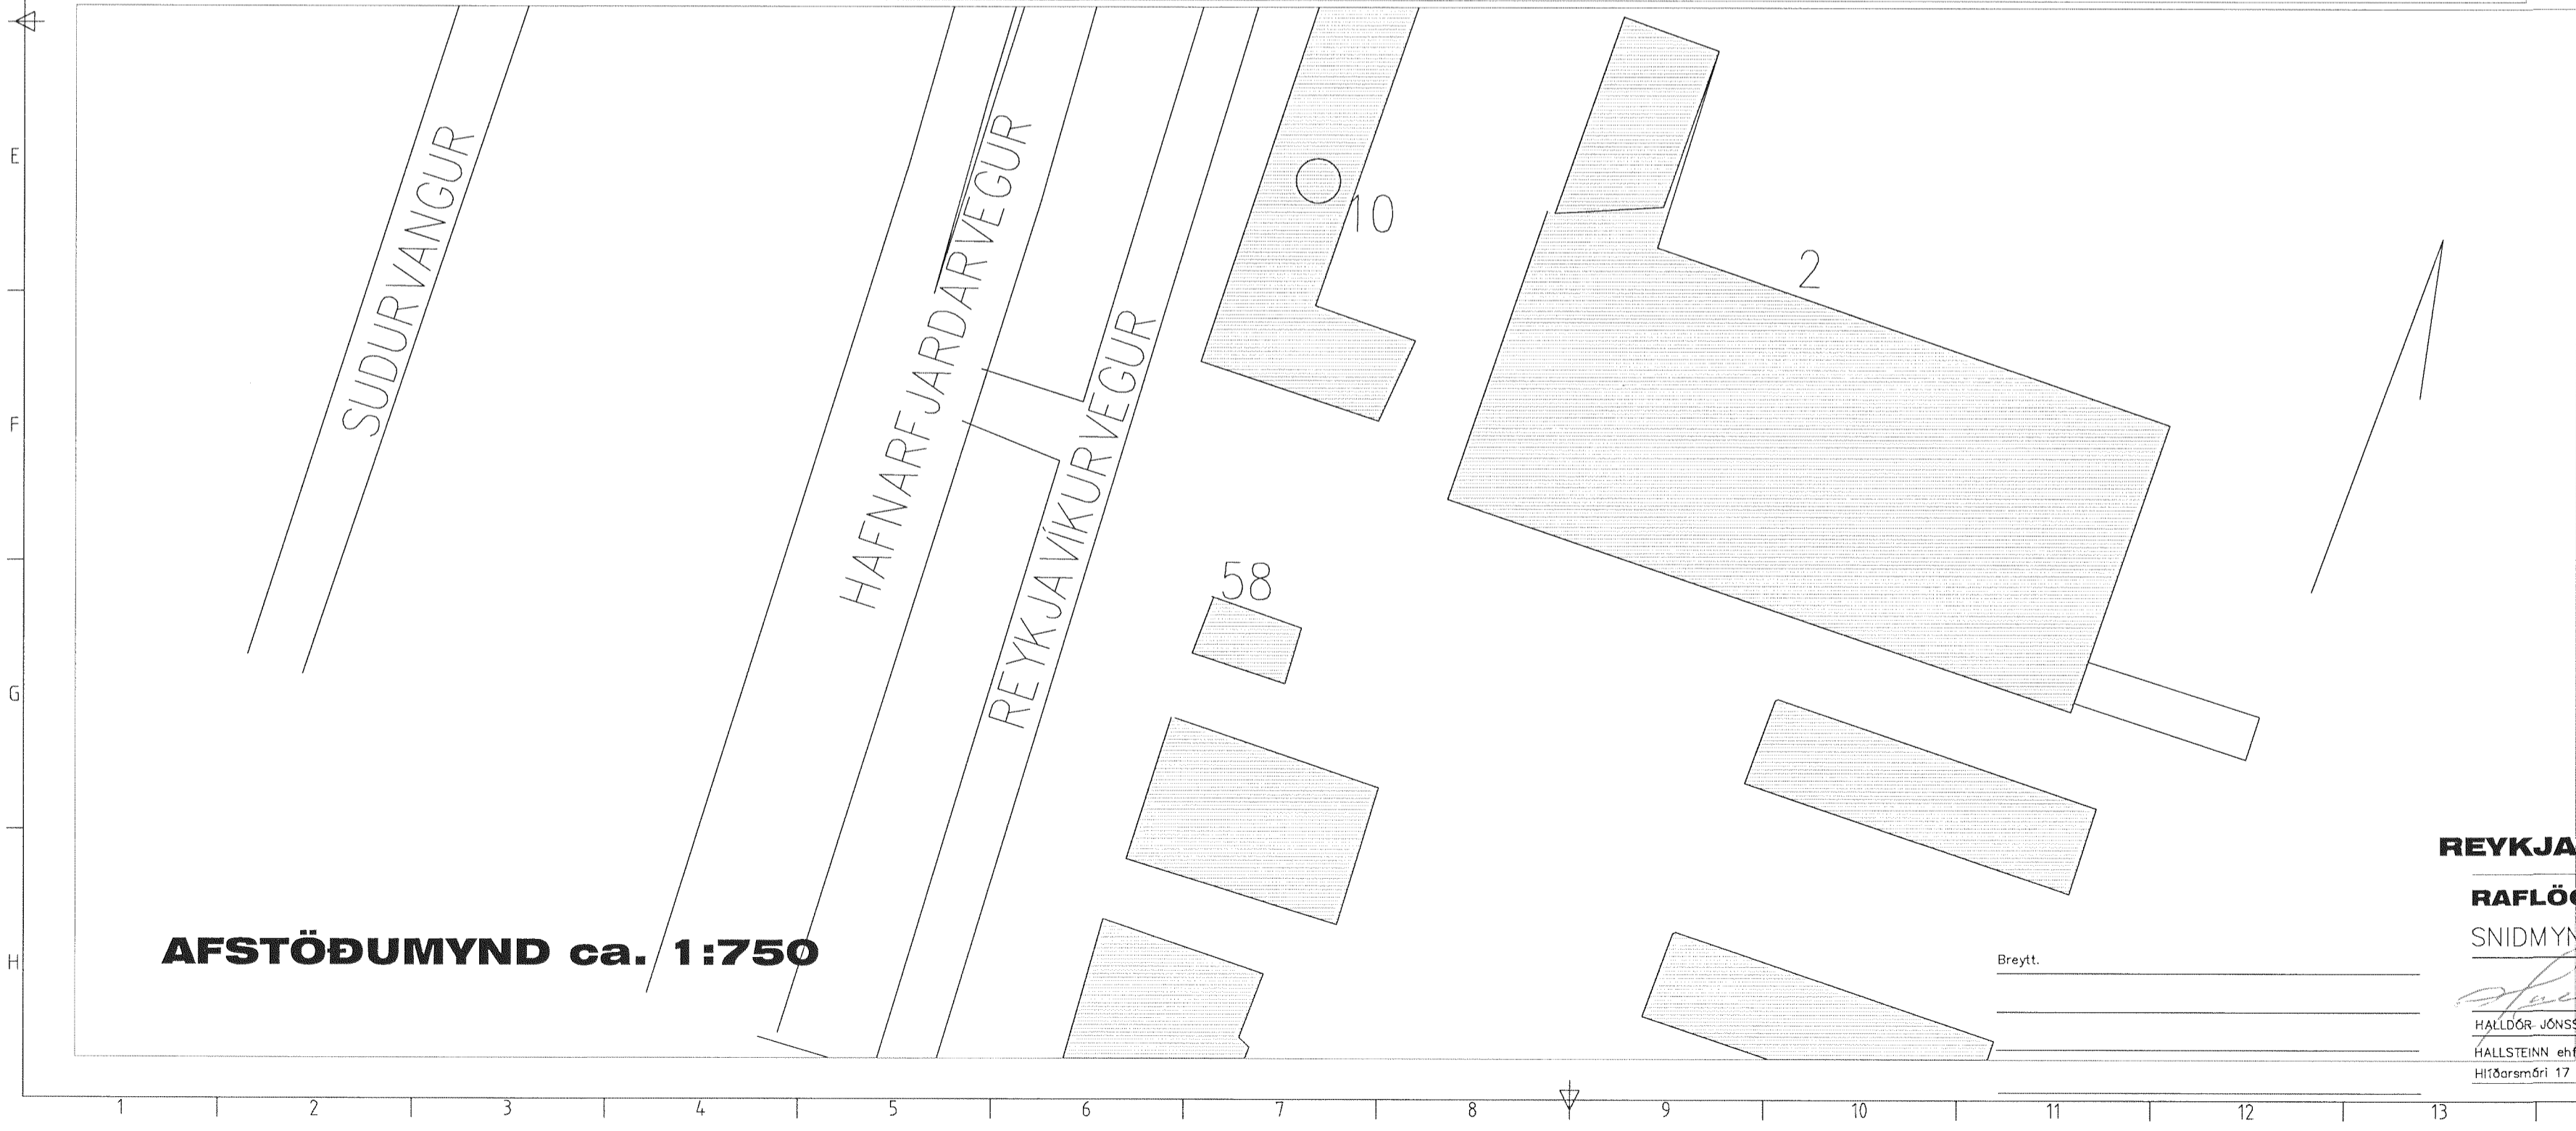 E
F
G
H
SUDURVANGUR
HAFNARFJARDARVEGUR
REYKJAVÍKURVEGUR
10
2
58
AFSTÖÐUMYND ca. 1:750
Breytt.
REYKJA
RAFLÖ
SNIDMYN
HALLDÓR JÓNSS
HALLSTEINN ehf
Hlíðarsmári 17
1 2 3 4 5 6 7 8 9 10 11 12 13